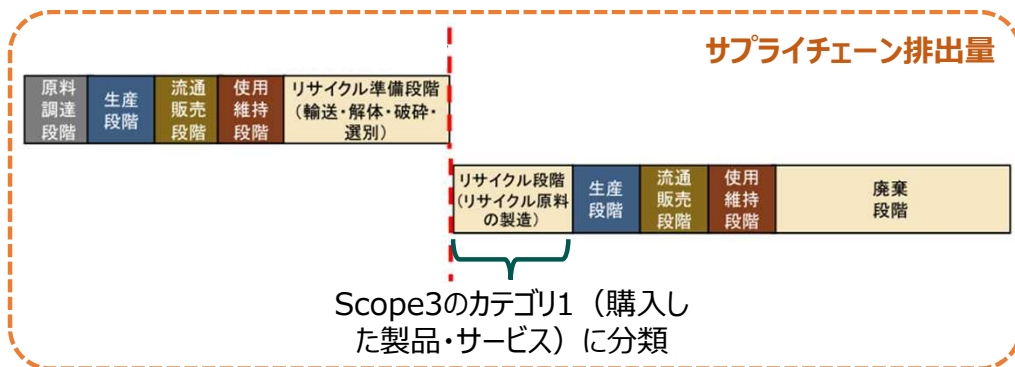 サプライチェーン排出量
原料
調達
段階
生産
段階
流通
販売
段階
使用
維持
段階
リサイクル準備段階
(輸送・解体・破砕・
選別)
リサイクル段階
(リサイクル原料
の製造)
生産
段階
流通
販売
段階
使用
維持
段階
廃棄
段階
Scope3のカテゴリ1（購入し
た製品・サービス）に分類